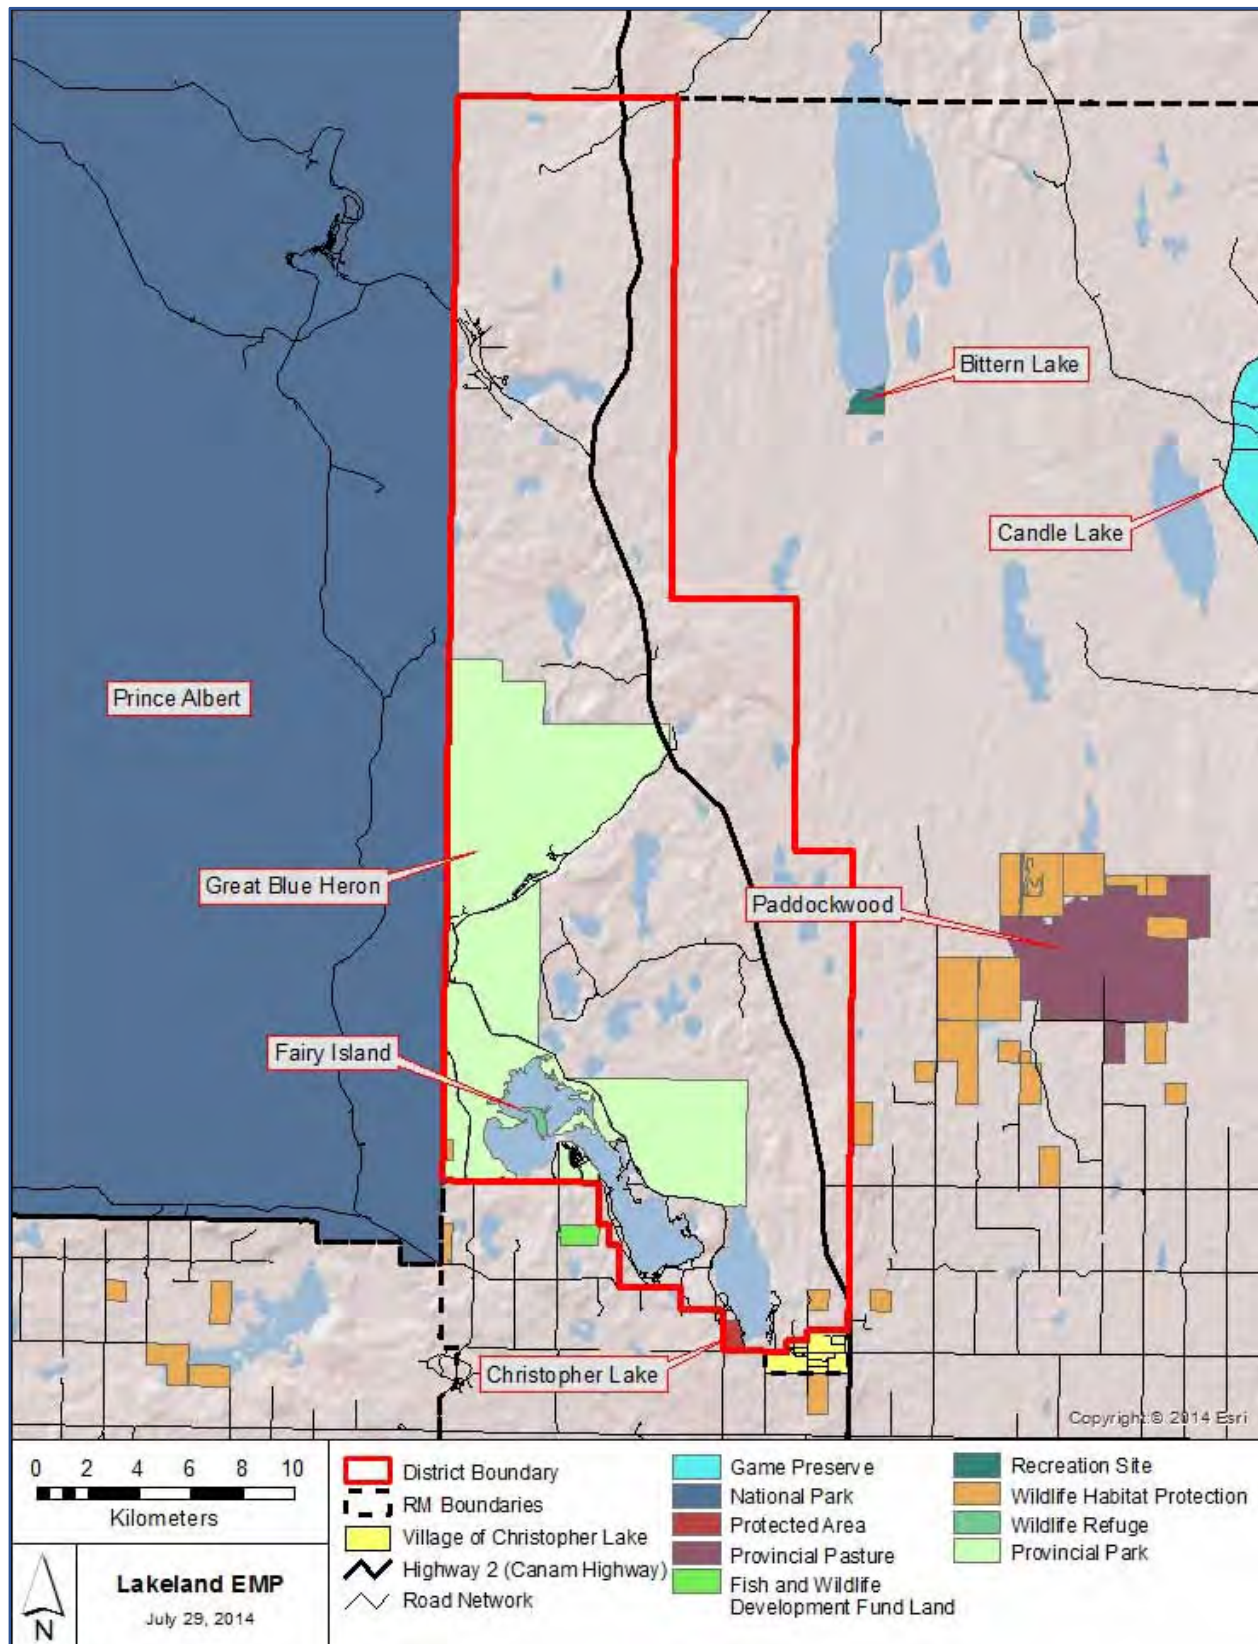 Bittern Lake
Candle Lake
Prince Albert
Great Blue Heron
Paddockwood
Fairy Island
Christopher Lake
Copyright:© 2014 Esri
0 2 4 6 8 10
Kilometers
N
Lakeland EMP
July 29, 2014
District Boundary
RM Boundaries
Village of Christopher Lake
Highway 2 (Canam Highway)
Road Network
Game Preserve
National Park
Protected Area
Provincial Pasture
Fish and Wildlife
Development Fund Land
Recreation Site
Wildlife Habitat Protection
Wildlife Refuge
Provincial Park